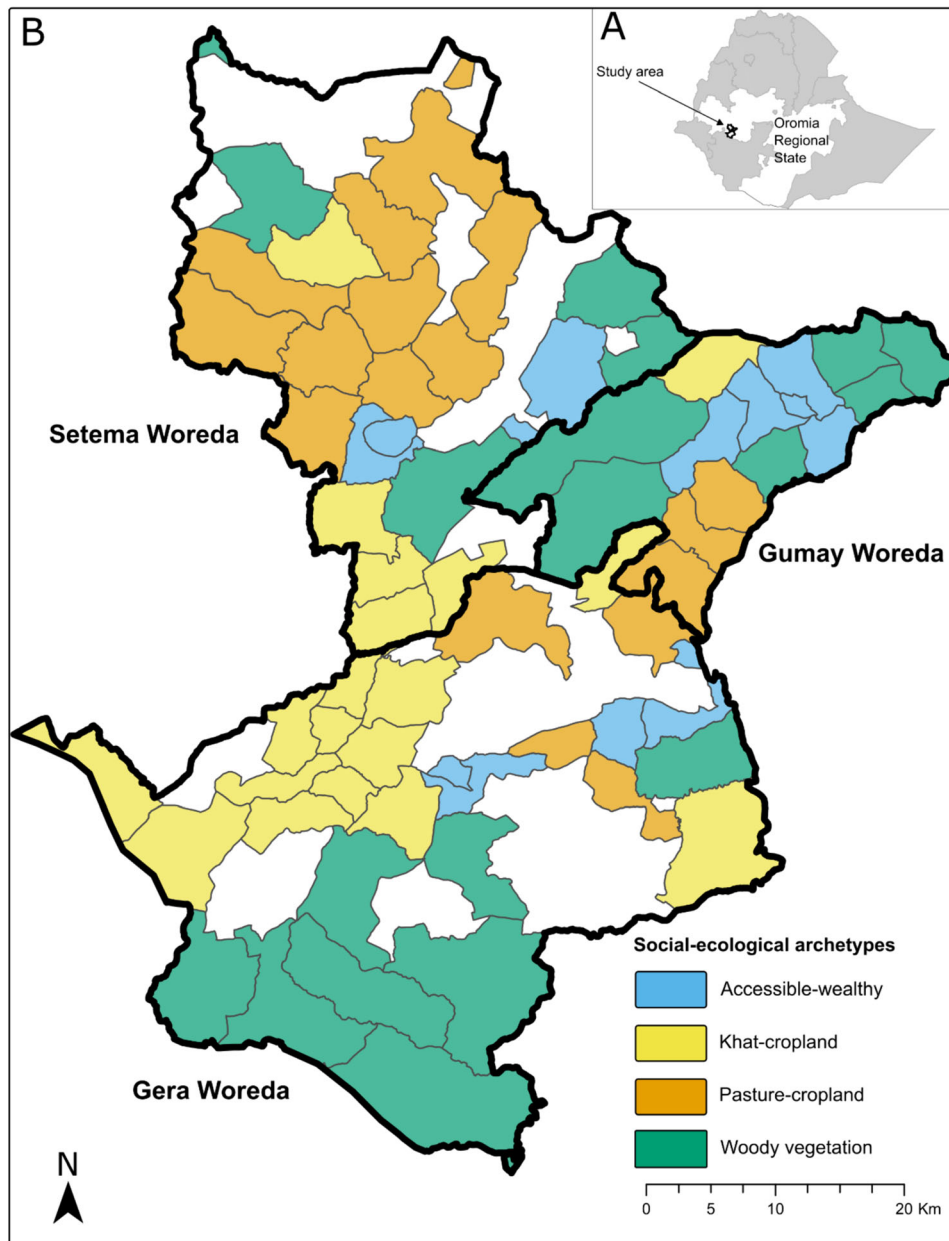 B
A
Study area
Oromia
Regional
State
Setema Woreda
Gumay Woreda
Gera Woreda
Social-ecological archetypes
Accessible-wealthy
Khat-cropland
Pasture-cropland
Woody vegetation
N
0 5 10 20 Km